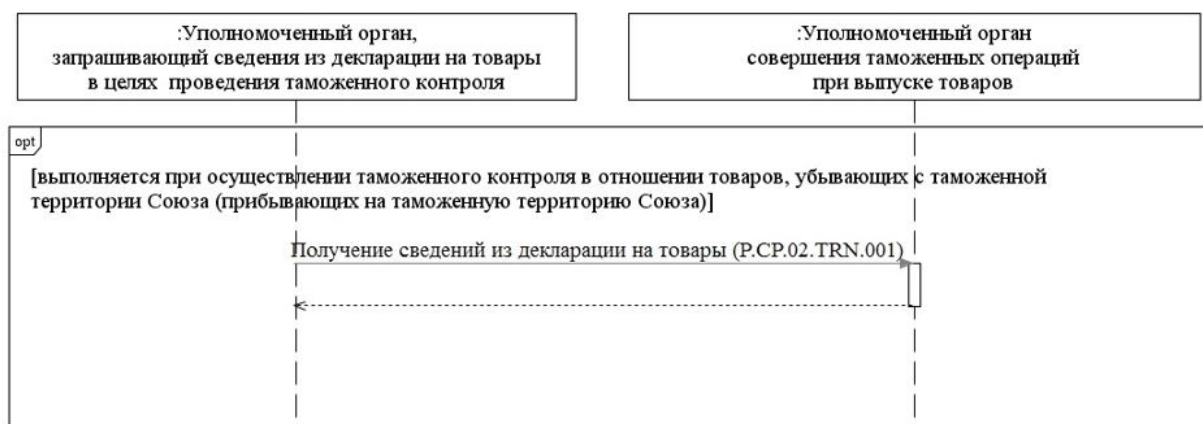 :Уполномоченный орган,
запрашивающий сведения из декларации на товары
в целях проведения таможенного контроля
:Уполномоченный орган
совершения таможенных операций
при выпуске товаров
opt
[выполняется при осуществлении таможенного контроля в отношении товаров, убывающих с таможенной
территории Союза (прибывающих на таможенную территорию Союза)]
Получение сведений из декларации на товары (P.CP.02.TRN.001)